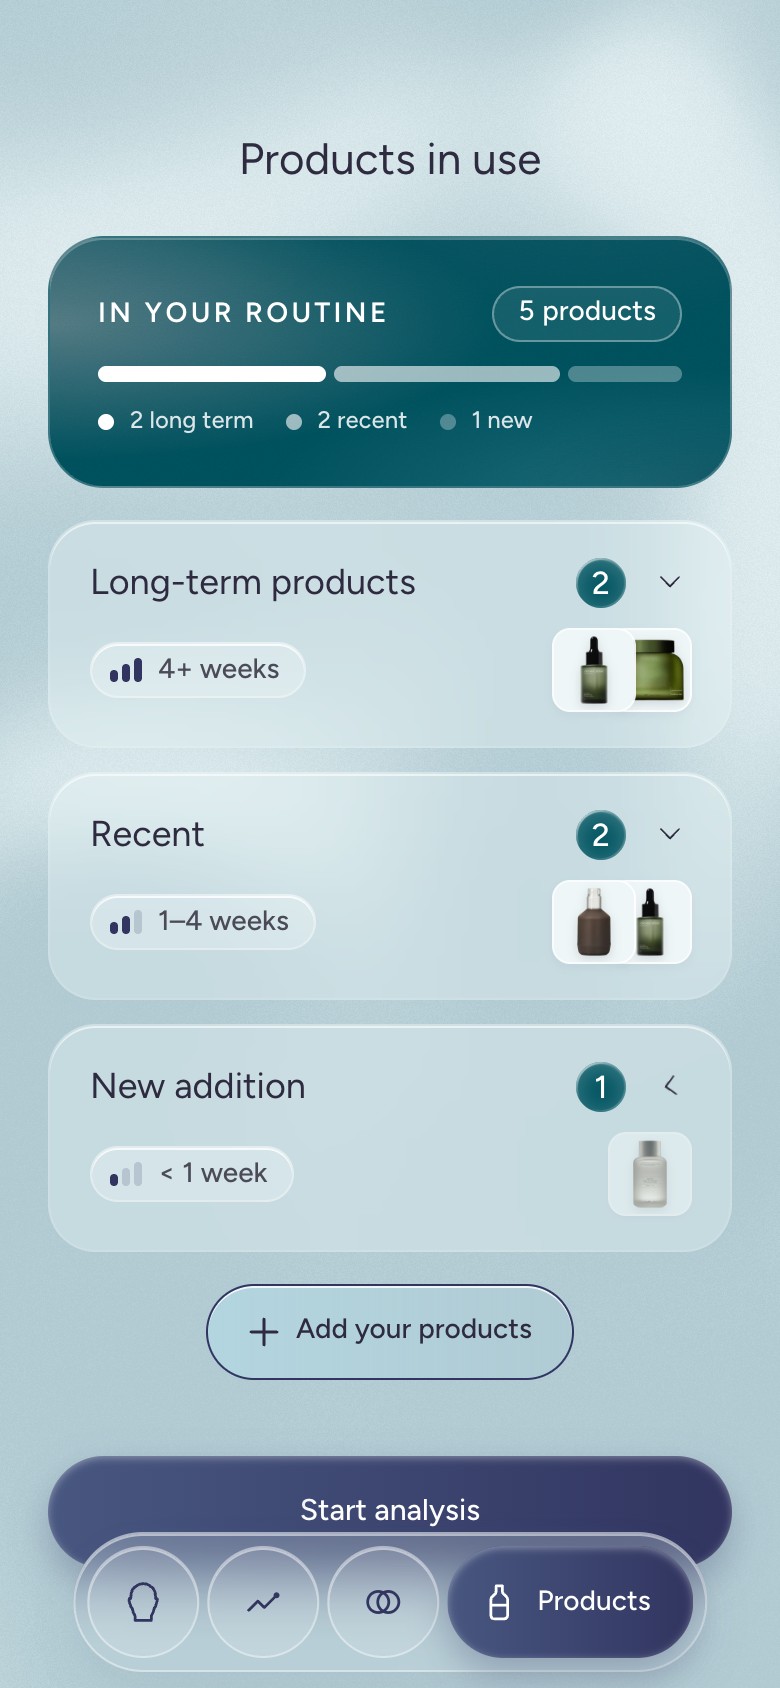 Products in use
IN YOUR ROUTINE
5 products
2 long term
2 recent
1 new
Long-term products
2
4+ weeks
Recent
2
1–4 weeks
New addition
1
< 1 week
+ Add your products
Start analysis
Products